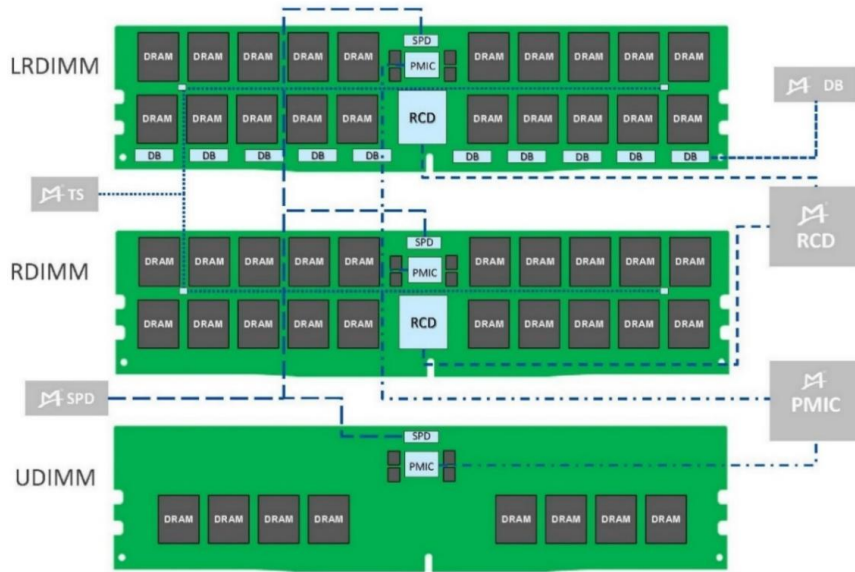 SPD
DRAM DRAM DRAM DRAM DRAM PMIC DRAM DRAM DRAM DRAM DRAM
LRDIMM
DB
DRAM DRAM DRAM DRAM DRAM RCD DRAM DRAM DRAM DRAM DRAM
DB DB DB DB DB DB DB DB DB DB
TS
RCD
SPD
DRAM DRAM DRAM DRAM DRAM PMIC DRAM DRAM DRAM DRAM DRAM
RDIMM
DRAM DRAM DRAM DRAM DRAM RCD DRAM DRAM DRAM DRAM DRAM
SPD
PMIC
SPD
PMIC
UDIMM
DRAM DRAM DRAM DRAM DRAM DRAM DRAM DRAM